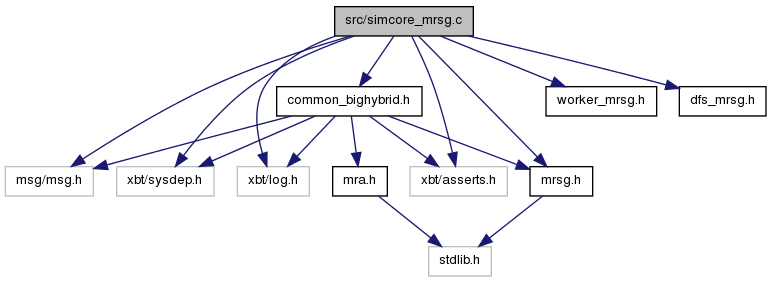 src/simcore_mrsg.c
common_bighybrid.h
worker_mrsg.h
dfs_mrsg.h
msg/msg.h
xbt/sysdep.h
xbt/log.h
mra.h
xbt/asserts.h
mrsg.h
stdlib.h